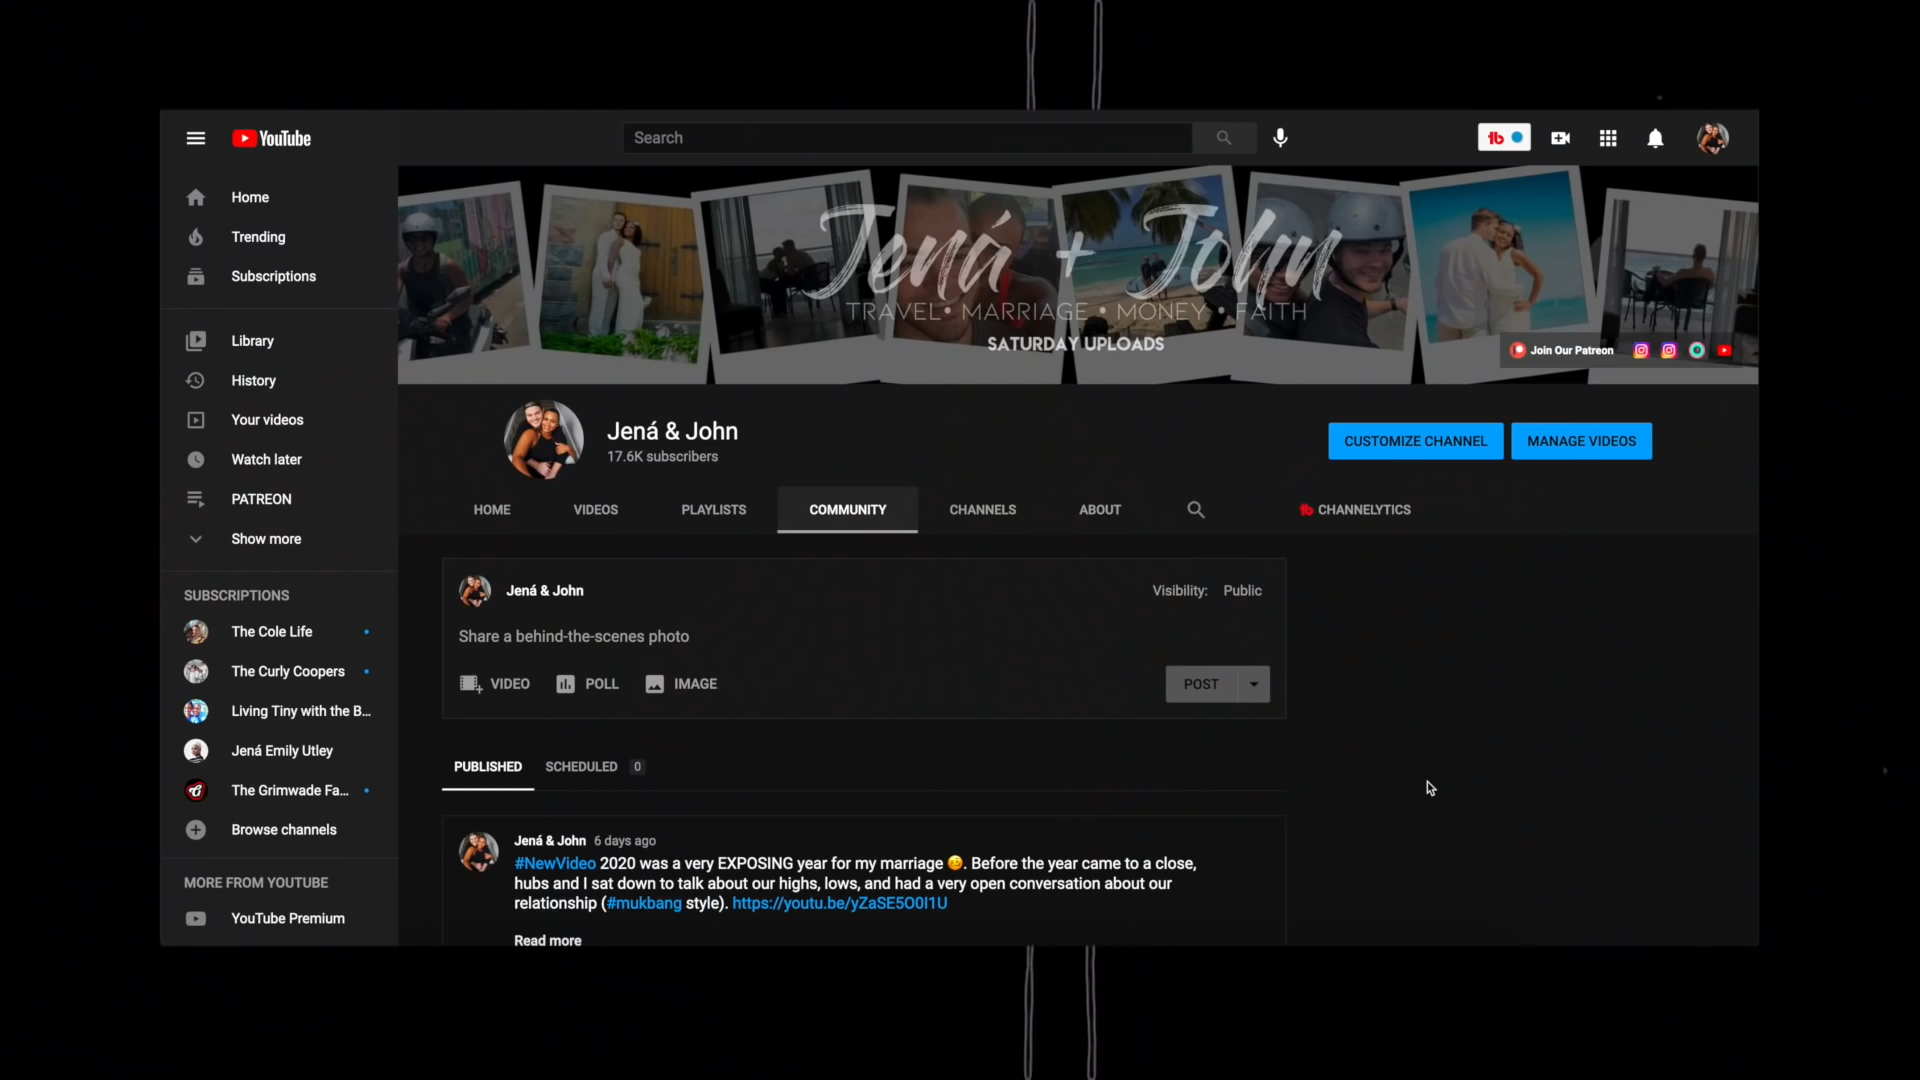 YouTube
Search
Home
Trending
Subscriptions
Library
History
Your videos
Watch later
PATREON
Show more
SUBSCRIPTIONS
The Cole Life
The Curly Coopers
Living Tiny with the B...
Jená Emily Utley
The Grimwade Fa...
Browse channels
MORE FROM YOUTUBE
YouTube Premium
Jená + John
TRAVEL• MARRIAGE • MONEY • FAITH
SATURDAY UPLOADS
Join Our Patreon
Jená & John
17.6K subscribers
CUSTOMIZE CHANNEL
MANAGE VIDEOS
HOME
VIDEOS
PLAYLISTS
COMMUNITY
CHANNELS
ABOUT
tb CHANNELYTICS
Jená & John
Visibility: Public
Share a behind-the-scenes photo
VIDEO
POLL
IMAGE
POST
PUBLISHED
SCHEDULED 0
Jená & John 6 days ago
#NewVideo 2020 was a very EXPOSING year for my marriage 🥴. Before the year came to a close,
hubs and I sat down to talk about our highs, lows, and had a very open conversation about our
relationship (#mukbang style). https://youtu.be/yZaSE5O0I1U
Read more